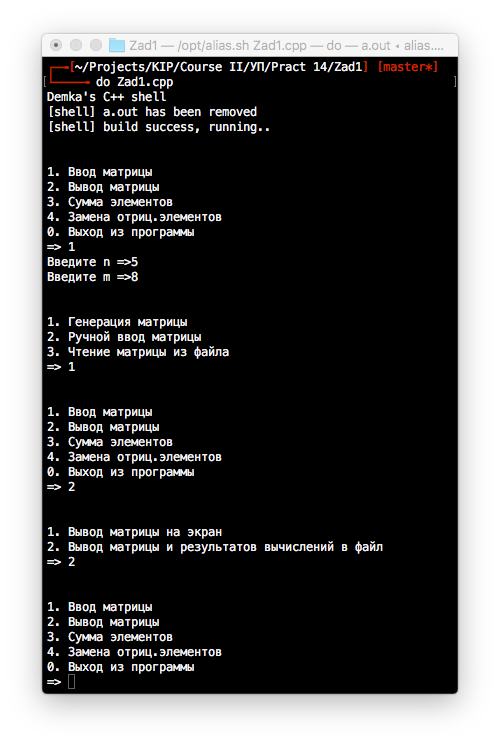 Zad1 — /opt/alias.sh Zad1.cpp — do — a.out ◂ alias....
[~/Projects/KIP/Course II/УП/Pract 14/Zad1] [master*]
do Zad1.cpp
Demka's C++ shell
[shell] a.out has been removed
[shell] build success, running..
1. Ввод матрицы
2. Вывод матрицы
3. Сумма элементов
4. Замена отриц.элементов
0. Выход из программы
=> 1
Введите n =>5
Введите m =>8
1. Генерация матрицы
2. Ручной ввод матрицы
3. Чтение матрицы из файла
=> 1
1. Ввод матрицы
2. Вывод матрицы
3. Сумма элементов
4. Замена отриц.элементов
0. Выход из программы
=> 2
1. Вывод матрицы на экран
2. Вывод матрицы и результатов вычислений в файл
=> 2
1. Ввод матрицы
2. Вывод матрицы
3. Сумма элементов
4. Замена отриц.элементов
0. Выход из программы
=>